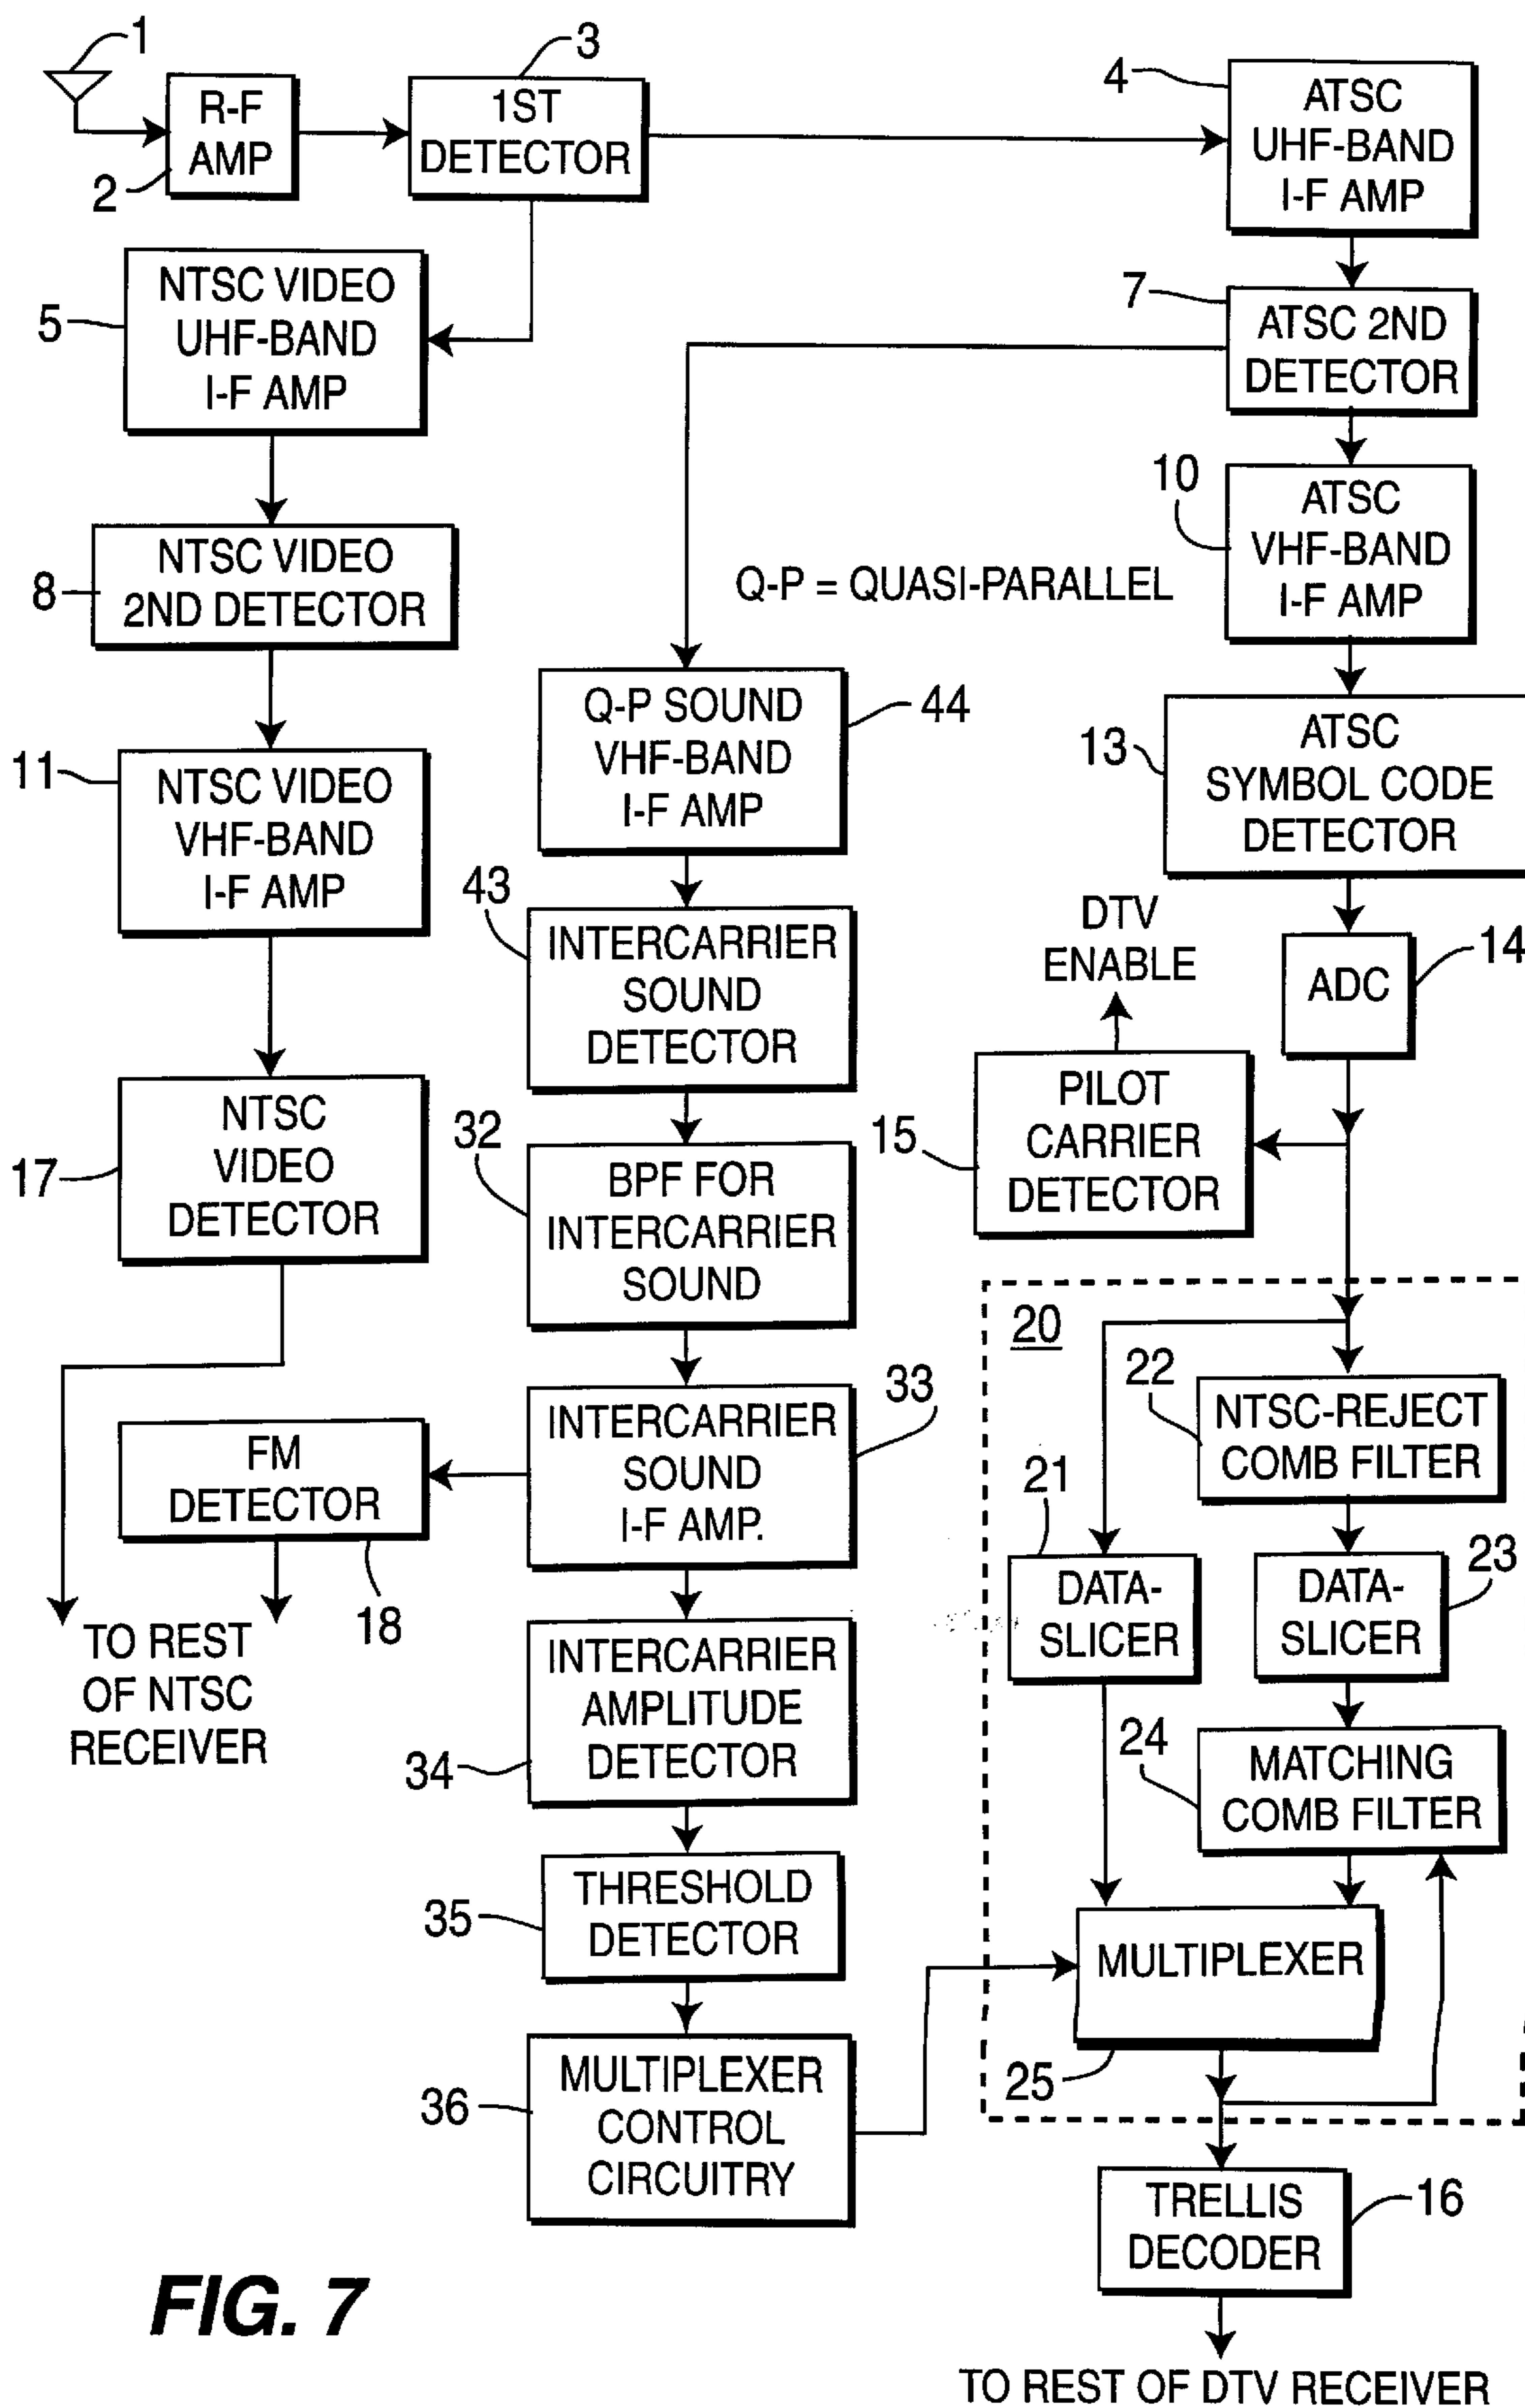 1
R-F
AMP
2
3
1ST
DETECTOR
4
ATSC
UHF-BAND
I-F AMP
5
NTSC VIDEO
UHF-BAND
I-F AMP
7
ATSC 2ND
DETECTOR
8
NTSC VIDEO
2ND DETECTOR
Q-P = QUASI-PARALLEL
10
ATSC
VHF-BAND
I-F AMP
11
NTSC VIDEO
VHF-BAND
I-F AMP
Q-P SOUND
VHF-BAND
I-F AMP
44
13
ATSC
SYMBOL CODE
DETECTOR
43
INTERCARRIER
SOUND
DETECTOR
DTV
ENABLE
ADC
14
17
NTSC
VIDEO
DETECTOR
32
BPF FOR
INTERCARRIER
SOUND
15
PILOT
CARRIER
DETECTOR
20
22
NTSC-REJECT
COMB FILTER
FM
DETECTOR
18
INTERCARRIER
SOUND
I-F AMP.
33
21
DATA-
SLICER
DATA-
SLICER
23
TO REST
OF NTSC
RECEIVER
34
INTERCARRIER
AMPLITUDE
DETECTOR
24
MATCHING
COMB FILTER
35
THRESHOLD
DETECTOR
MULTIPLEXER
25
36
MULTIPLEXER
CONTROL
CIRCUITRY
TRELLIS
DECODER
16
FIG. 7
TO REST OF DTV RECEIVER